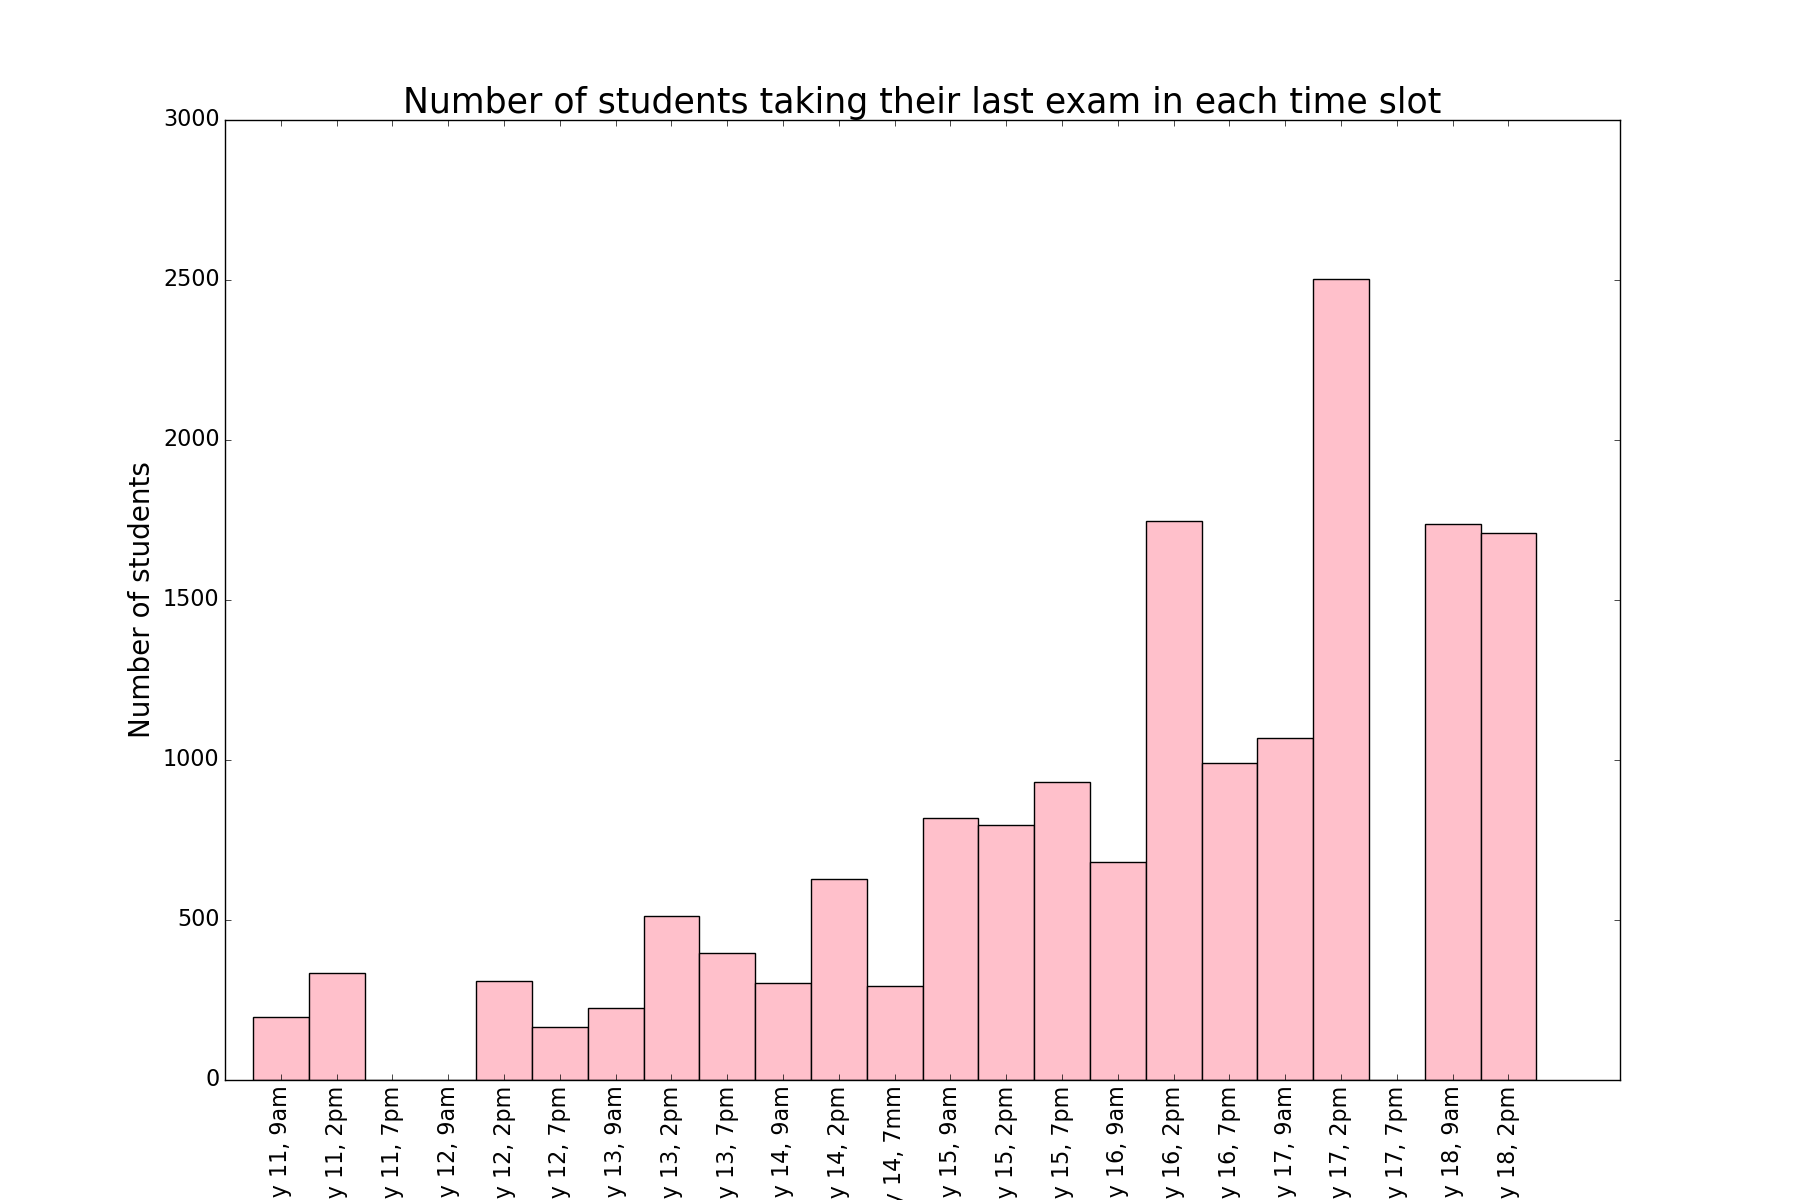 Number of students taking their last exam in each time slot
3000
2500
2000
1500
1000
500
0
Number of students
y 11, 9am
y 11, 2pm
y 11, 7pm
y 12, 9am
y 12, 2pm
y 12, 7pm
y 13, 9am
y 13, 2pm
y 13, 7pm
y 14, 9am
y 14, 2pm
y 14, 7mm
y 15, 9am
y 15, 2pm
y 15, 7pm
y 16, 9am
y 16, 2pm
y 16, 7pm
y 17, 9am
y 17, 2pm
y 17, 7pm
y 18, 9am
y 18, 2pm